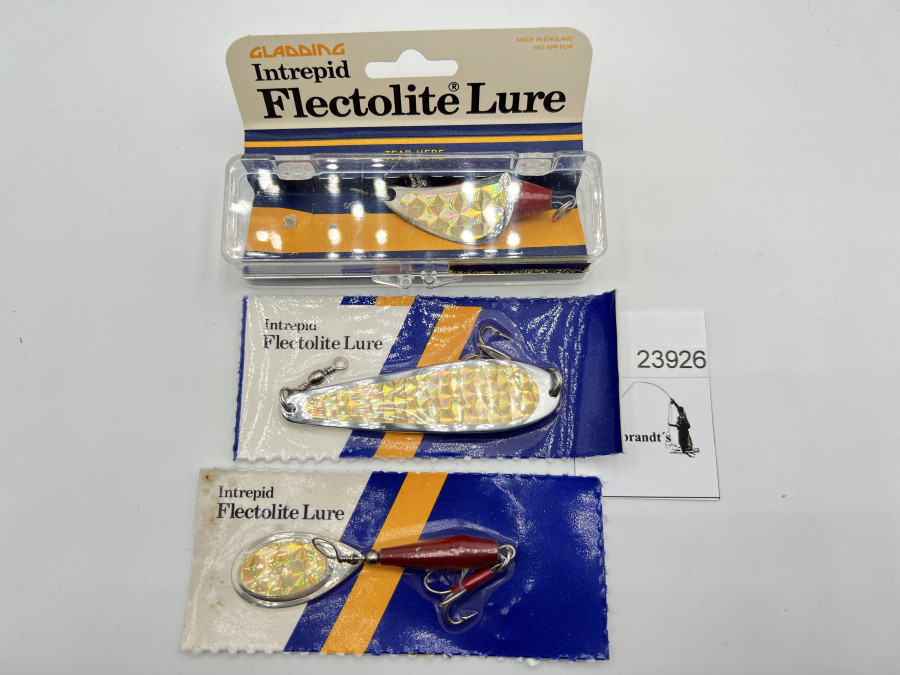 GLADDING
MADE IN ENGLAND
PAT APP FOR
Intrepid
Flectolite® Lure
TEAR HERE
Intrepid
Flectolite Lure
23926
brandt´s
Intrepid
Flectolite Lure